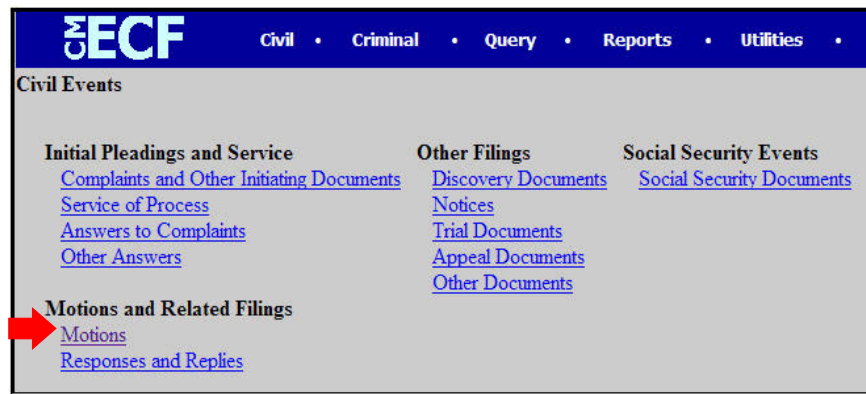 CM ECF Civil • Criminal • Query • Reports • Utilities •
Civil Events
Initial Pleadings and Service
Complaints and Other Initiating Documents
Service of Process
Answers to Complaints
Other Answers
Motions and Related Filings
Motions
Responses and Replies
Other Filings
Discovery Documents
Notices
Trial Documents
Appeal Documents
Other Documents
Social Security Events
Social Security Documents